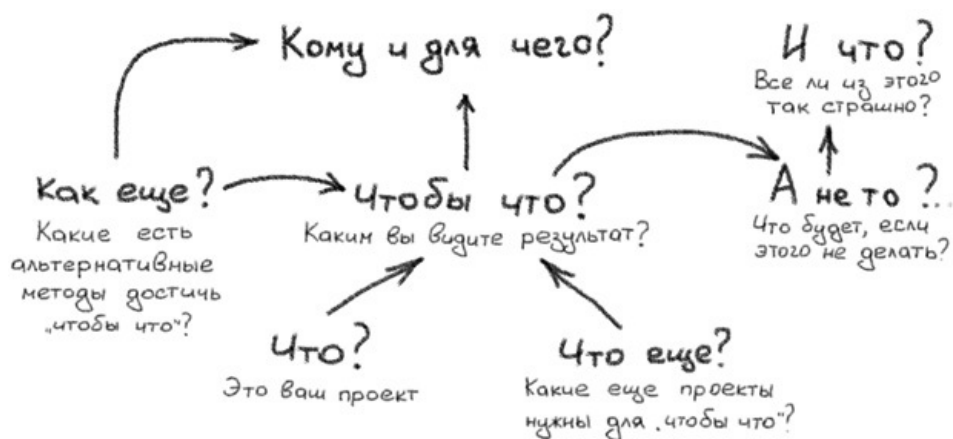 Кому и для чего?
И что?
Все ли из этого
так страшно?
Как еще?
Какие есть
альтернативные
методы достичь
„чтобы что"?
Чтобы что?
Каким вы видите результат?
А не то?..
Что будет, если
этого не делать?
Что?
Это ваш проект
Что еще?
Какие еще проекты
нужны для „чтобы что"?